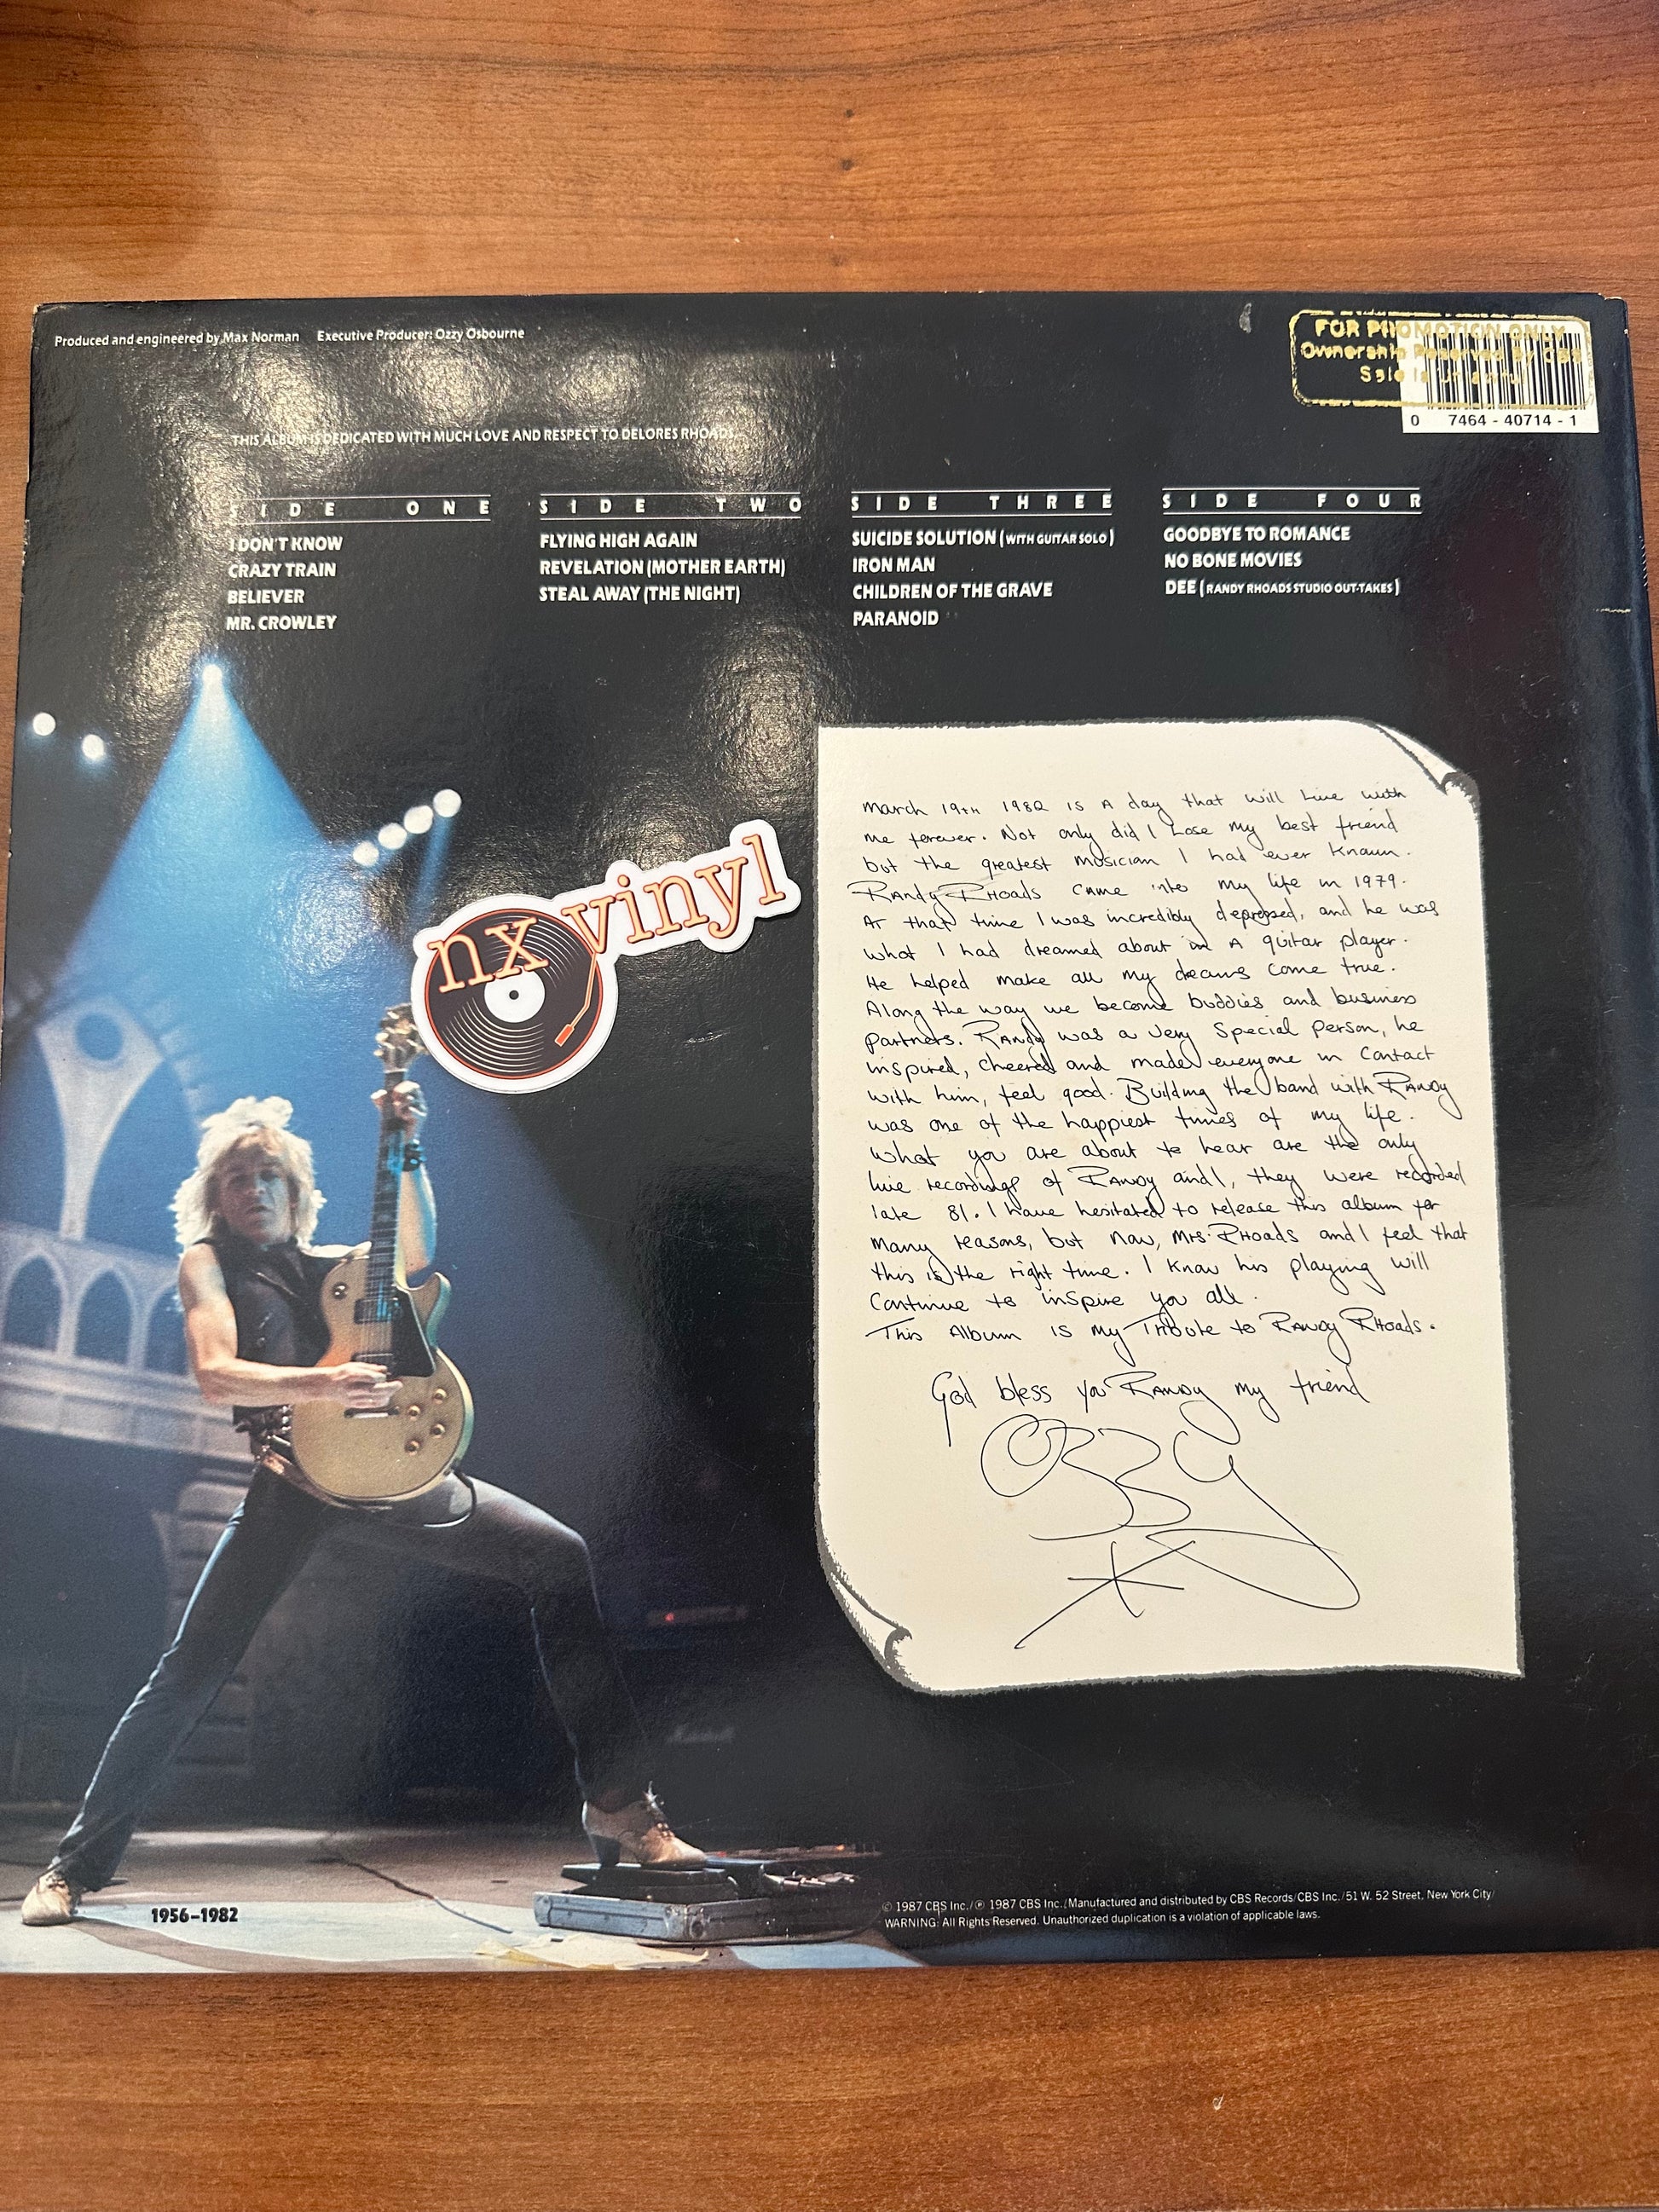 Produced and engineered by Max Norman    Executive Producer: Ozzy Osbourne
FOR PROMOTION ONLY
Ownership Reserved By CBS
Sale is
0 7464 - 40714 - 1
THIS ALBUM IS DEDICATED WITH MUCH LOVE AND RESPECT TO DELORES RHOADS
SIDE ONE
I DON'T KNOW
CRAZY TRAIN
BELIEVER
MR. CROWLEY
SIDE TWO
FLYING HIGH AGAIN
REVELATION (MOTHER EARTH)
STEAL AWAY (THE NIGHT)
SIDE THREE
SUICIDE SOLUTION (WITH GUITAR SOLO)
IRON MAN
CHILDREN OF THE GRAVE
PARANOID
SIDE FOUR
GOODBYE TO ROMANCE
NO BONE MOVIES
DEE (RANDY RHOADS STUDIO OUT-TAKES)
nx vinyl
March 19th 1982 is a day that will live with
me forever. Not only did I lose my best friend
but the greatest musician I had ever known.
Randy Rhoads came into my life in 1979.
At that time I was incredibly depressed, and he was
what I had dreamed about in a guitar player.
He helped make all my dreams come true.
Along the way we become buddies and business
partners. Randy was a very special person, he
inspired, cheered and made everyone in contact
with him, feel good. Building the band with Randy
was one of the happiest times of my life.
What you are about to hear are the only
live recordings of Randy and I, they were recorded
late 81. I have hesitated to release this album for
many reasons, but now, Mrs. Rhoads and I feel that
this is the right time. I know his playing will
continue to inspire you all.
This Album is my Tribute to Randy Rhoads.
God bless you Randy my friend
Ozzy
1956–1982
© 1987 CBS Inc./℗ 1987 CBS Inc./Manufactured and distributed by CBS Records/CBS Inc./51 W. 52 Street, New York City/
WARNING: All Rights Reserved. Unauthorized duplication is a violation of applicable laws.